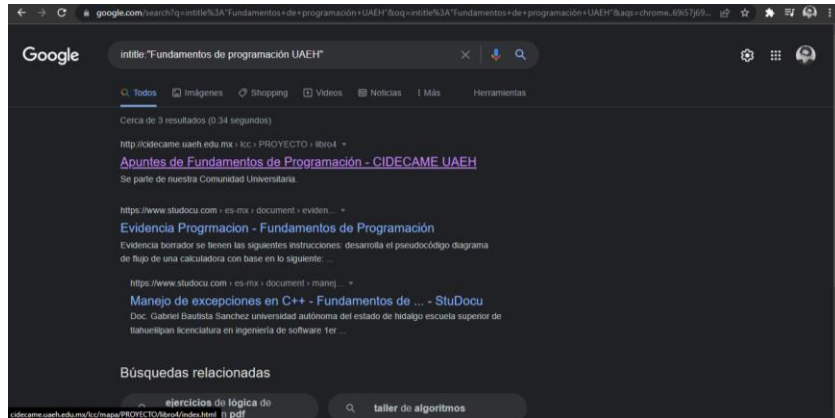 google.com/search?q=intitle%3A"Fundamentos+de+programación+UAEH"&oq=intitle%3A"Fundamentos+de+programación+UAEH"&aqs=chrome..69i57j69...
Google
intitle:"Fundamentos de programación UAEH"
Todos Imágenes Shopping Videos Noticias Más Herramientas
Cerca de 3 resultados (0.34 segundos)
http://cidecame.uaeh.edu.mx › lcc › PROYECTO › libro4
Apuntes de Fundamentos de Programación - CIDECAME UAEH
Se parte de nuestra Comunidad Universitaria.
https://www.studocu.com › es-mx › document › eviden...
Evidencia Progrmacion - Fundamentos de Programación
Evidencia borrador se tienen las siguientes instrucciones: desarrolla el pseudocódigo diagrama
de flujo de una calculadora con base en lo siguiente: ...
https://www.studocu.com › es-mx › document › manej...
Manejo de excepciones en C++ - Fundamentos de ... - StuDocu
Doc. Gabriel Bautista Sanchez universidad autónoma del estado de hidalgo escuela superior de
tlahuelilpan licenciatura en ingeniería de software 1er ...
Búsquedas relacionadas
ejercicios de lógica de
n pdf
taller de algoritmos
cidecame.uaeh.edu.mx/lcc/mapa/PROYECTO/libro4/index.html